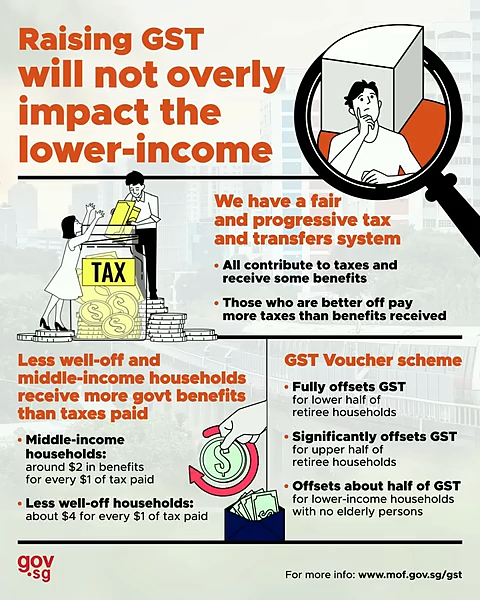 Raising GST
will not overly
impact the
lower-income
We have a fair
and progressive tax
and transfers system
• All contribute to taxes and
receive some benefits
• Those who are better off pay
more taxes than benefits received
TAX
Less well-off and
middle-income households
receive more govt benefits
than taxes paid
• Middle-income
households:
around $2 in benefits
for every $1 of tax paid
• Less well-off households:
about $4 for every $1 of tax paid
$
GST Voucher scheme
• Fully offsets GST
for lower half of
retiree households
• Significantly offsets GST
for upper half of
retiree households
• Offsets about half of GST
for lower-income households
with no elderly persons
gov
.sg
For more info: www.mof.gov.sg/gst